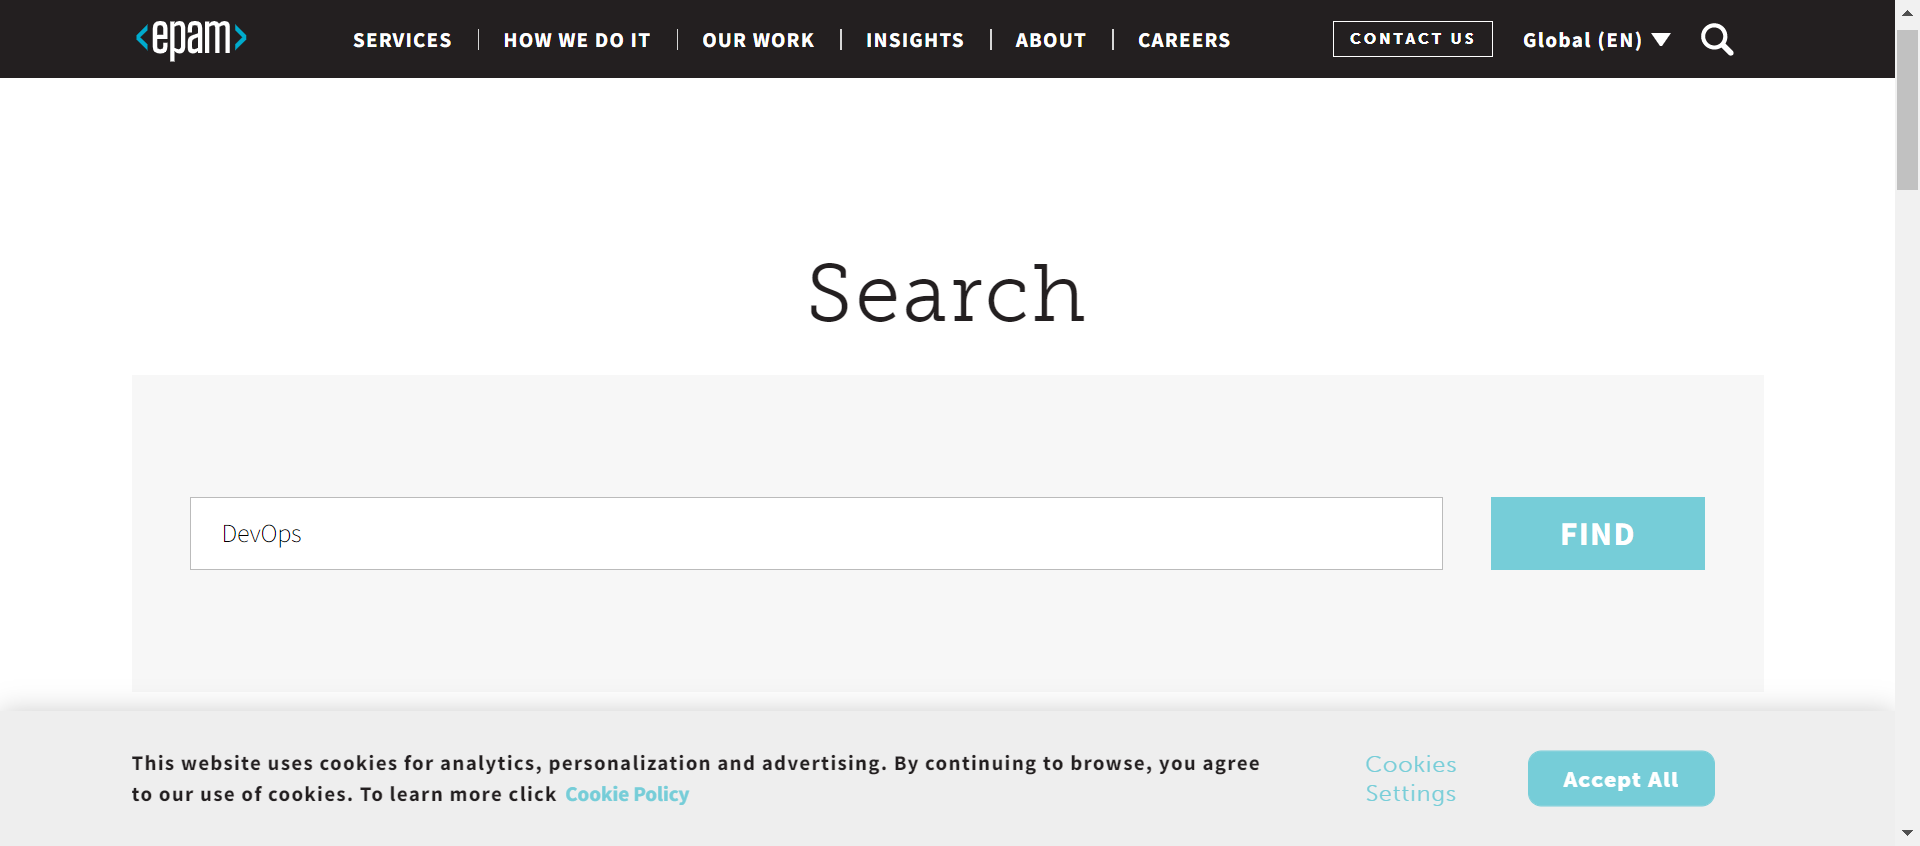 <epam>
SERVICES | HOW WE DO IT | OUR WORK | INSIGHTS | ABOUT | CAREERS
CONTACT US
Global (EN)
Search
DevOps
FIND
This website uses cookies for analytics, personalization and advertising. By continuing to browse, you agree
to our use of cookies. To learn more click Cookie Policy
Cookies
Settings
Accept All